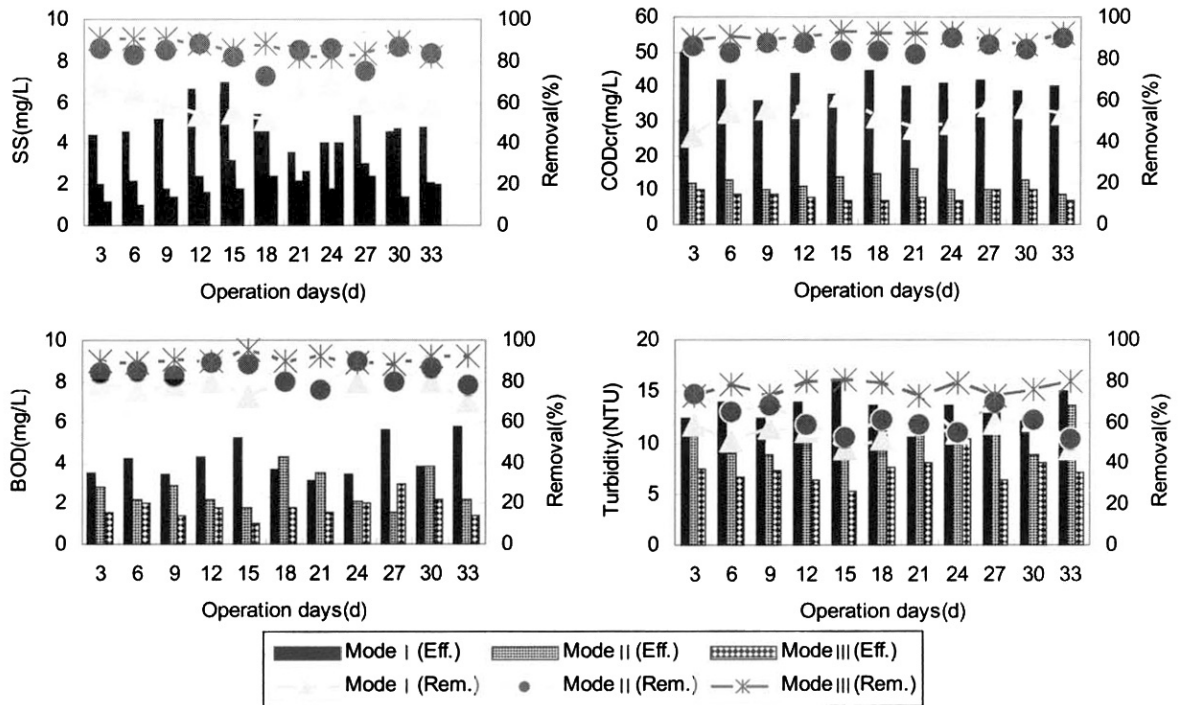 SS(mg/L)
10
8
6
4
2
0
100
80
60
40
20
0
Removal(%)
3 6 9 12 15 18 21 24 27 30 33
Operation days(d)
CODcr(mg/L)
60
50
40
30
20
10
0
100
80
60
40
20
0
Removal(%)
3 6 9 12 15 18 21 24 27 30 33
Operation days(d)
BOD(mg/L)
10
8
6
4
2
0
100
80
60
40
20
0
Removal(%)
3 6 9 12 15 18 21 24 27 30 33
Operation days(d)
Turbidity(NTU)
20
15
10
5
0
100
80
60
40
20
0
Removal(%)
3 6 9 12 15 18 21 24 27 30 33
Operation days(d)
Mode I (Eff.) Mode II (Eff.) Mode III (Eff.)
Mode I (Rem.) Mode II (Rem.) Mode III (Rem.)